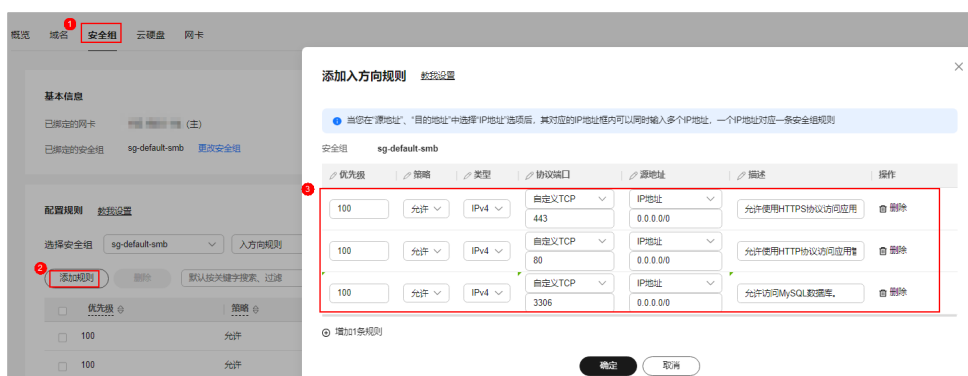 概览 域名 安全组 云硬盘 网卡
1
基本信息
已绑定的网卡 (主)
已绑定的安全组 sg-default-smb 更改安全组
配置规则 教我设置
选择安全组 sg-default-smb 入方向规则
2
添加规则 删除 默认按关键字搜索、过滤
优先级 策略
100 允许
100 允许
添加入方向规则 教我设置
当您在“源地址”、“目的地址”中选择“IP地址”选项后，其对应的IP地址框内可以同时输入多个IP地址，一个IP地址对应一条安全组规则
安全组 sg-default-smb
优先级 策略 类型 协议端口 源地址 描述 操作
3
100 允许 IPv4 自定义TCP IP地址 允许使用HTTPS协议访问应用 删除
443 0.0.0.0/0
100 允许 IPv4 自定义TCP IP地址 允许使用HTTP协议访问应用 删除
80 0.0.0.0/0
100 允许 IPv4 自定义TCP IP地址 允许访问MySQL数据库。 删除
3306 0.0.0.0/0
增加1条规则
确定 取消